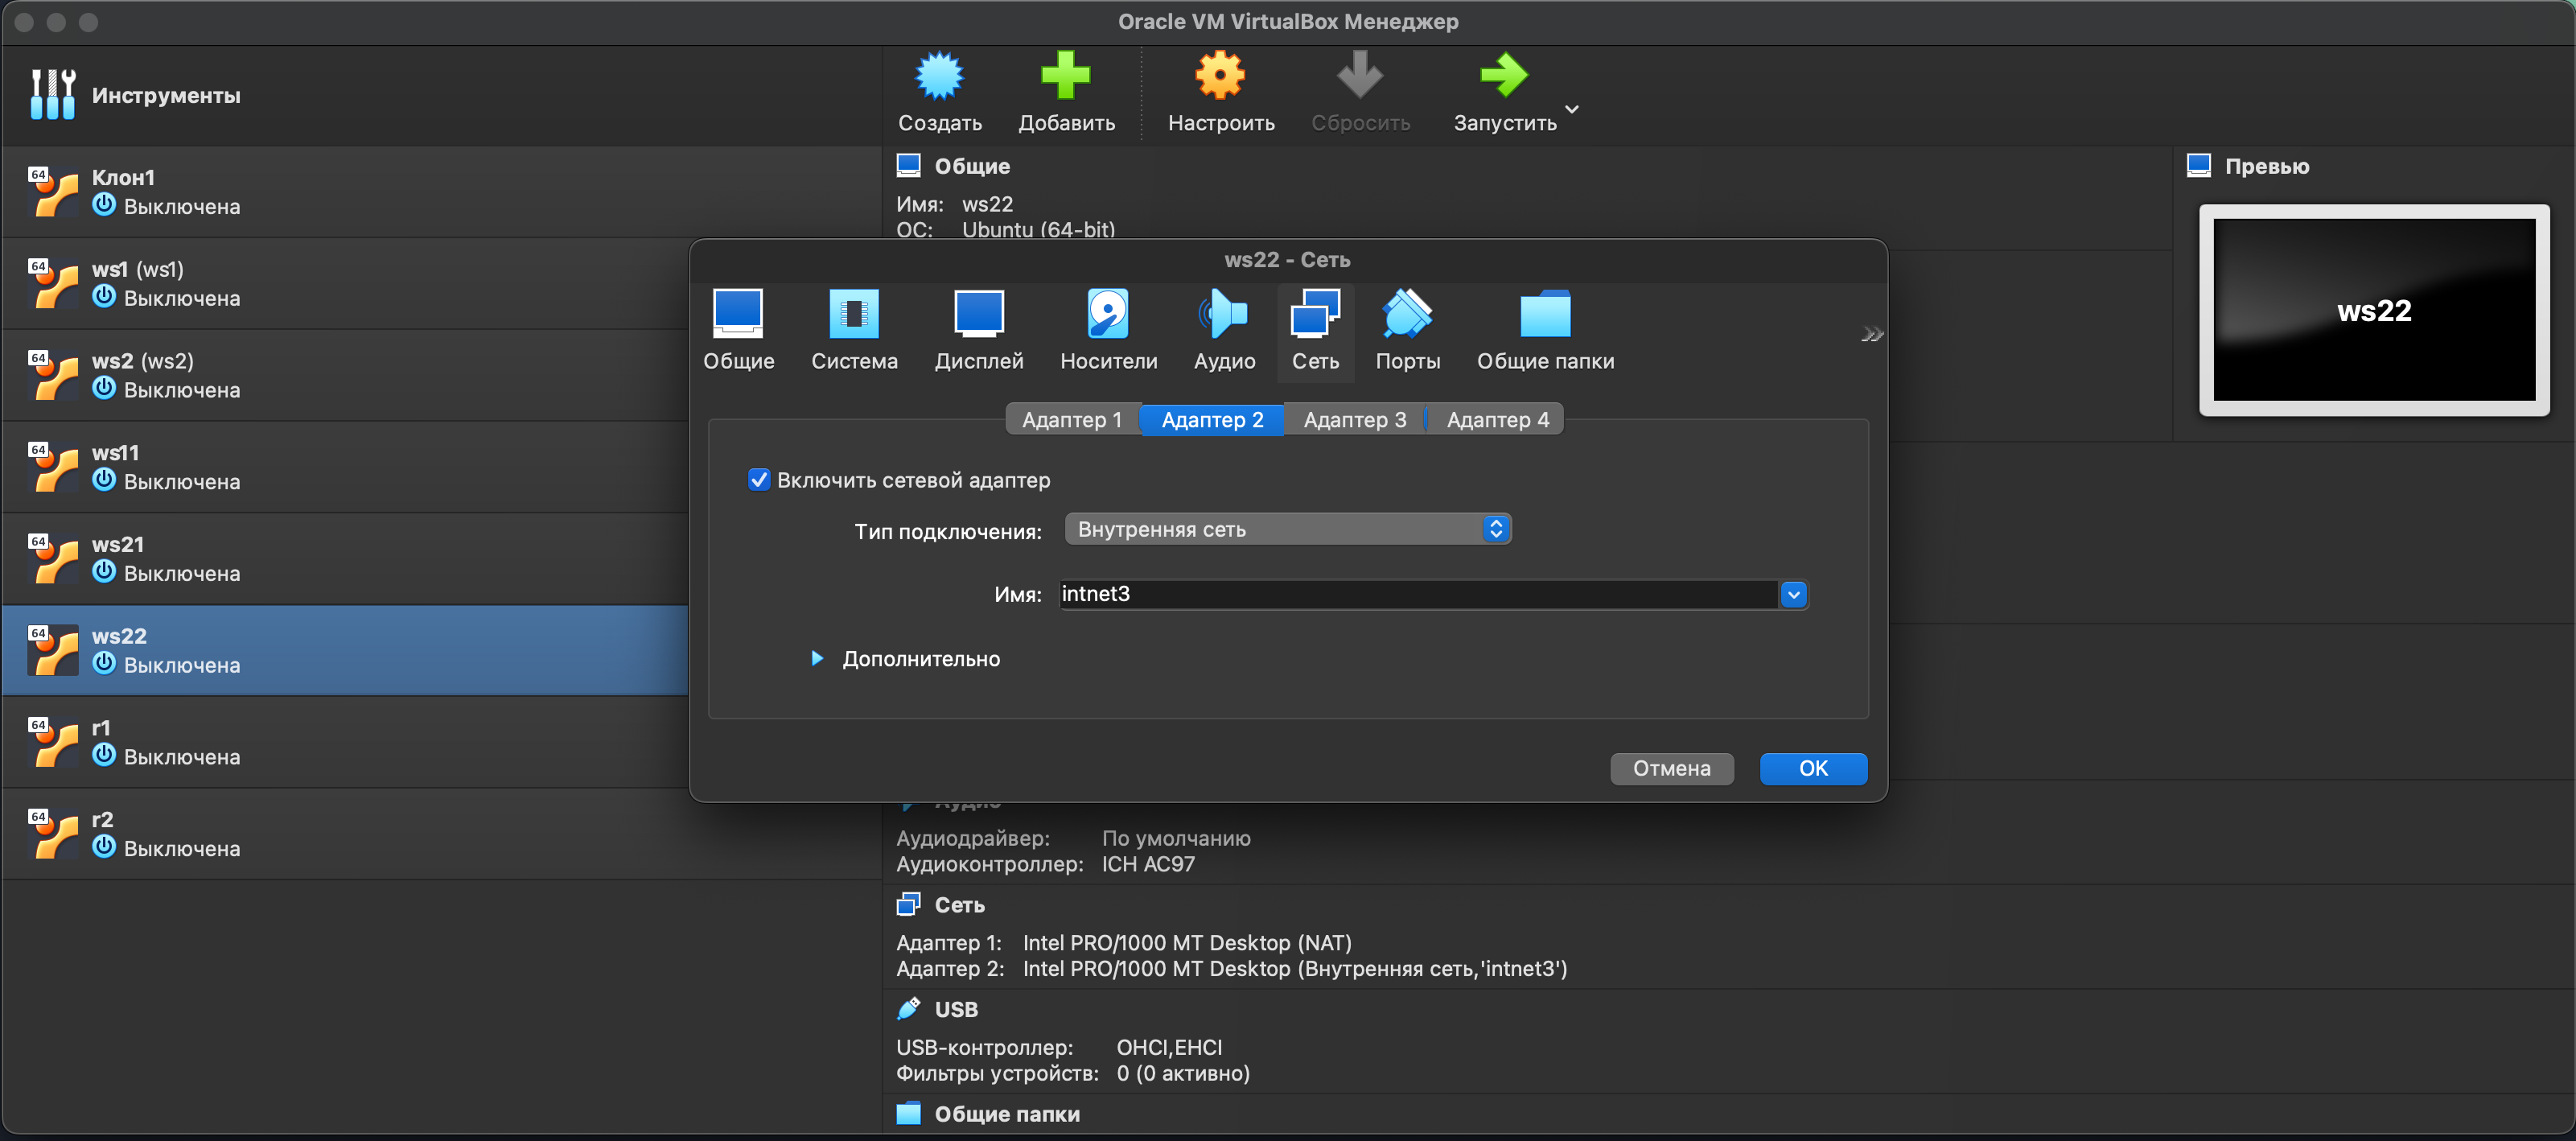 Oracle VM VirtualBox Менеджер
Инструменты
Создать
Добавить
Настроить
Сбросить
Запустить
64
Клон1
Выключена
64
ws1 (ws1)
Выключена
64
ws2 (ws2)
Выключена
64
ws11
Выключена
64
ws21
Выключена
64
ws22
Выключена
64
r1
Выключена
64
r2
Выключена
Общие
Имя: ws22
ОС: Ubuntu (64-bit)
Превью
ws22
ws22 - Сеть
Общие
Система
Дисплей
Носители
Аудио
Сеть
Порты
Общие папки
Адаптер 1
Адаптер 2
Адаптер 3
Адаптер 4
Включить сетевой адаптер
Тип подключения: Внутренняя сеть
Имя: intnet3
Дополнительно
Отмена
OK
Аудио
Аудиодрайвер: По умолчанию
Аудиоконтроллер: ICH AC97
Сеть
Адаптер 1: Intel PRO/1000 MT Desktop (NAT)
Адаптер 2: Intel PRO/1000 MT Desktop (Внутренняя сеть,'intnet3')
USB
USB-контроллер: OHCI,EHCI
Фильтры устройств: 0 (0 активно)
Общие папки